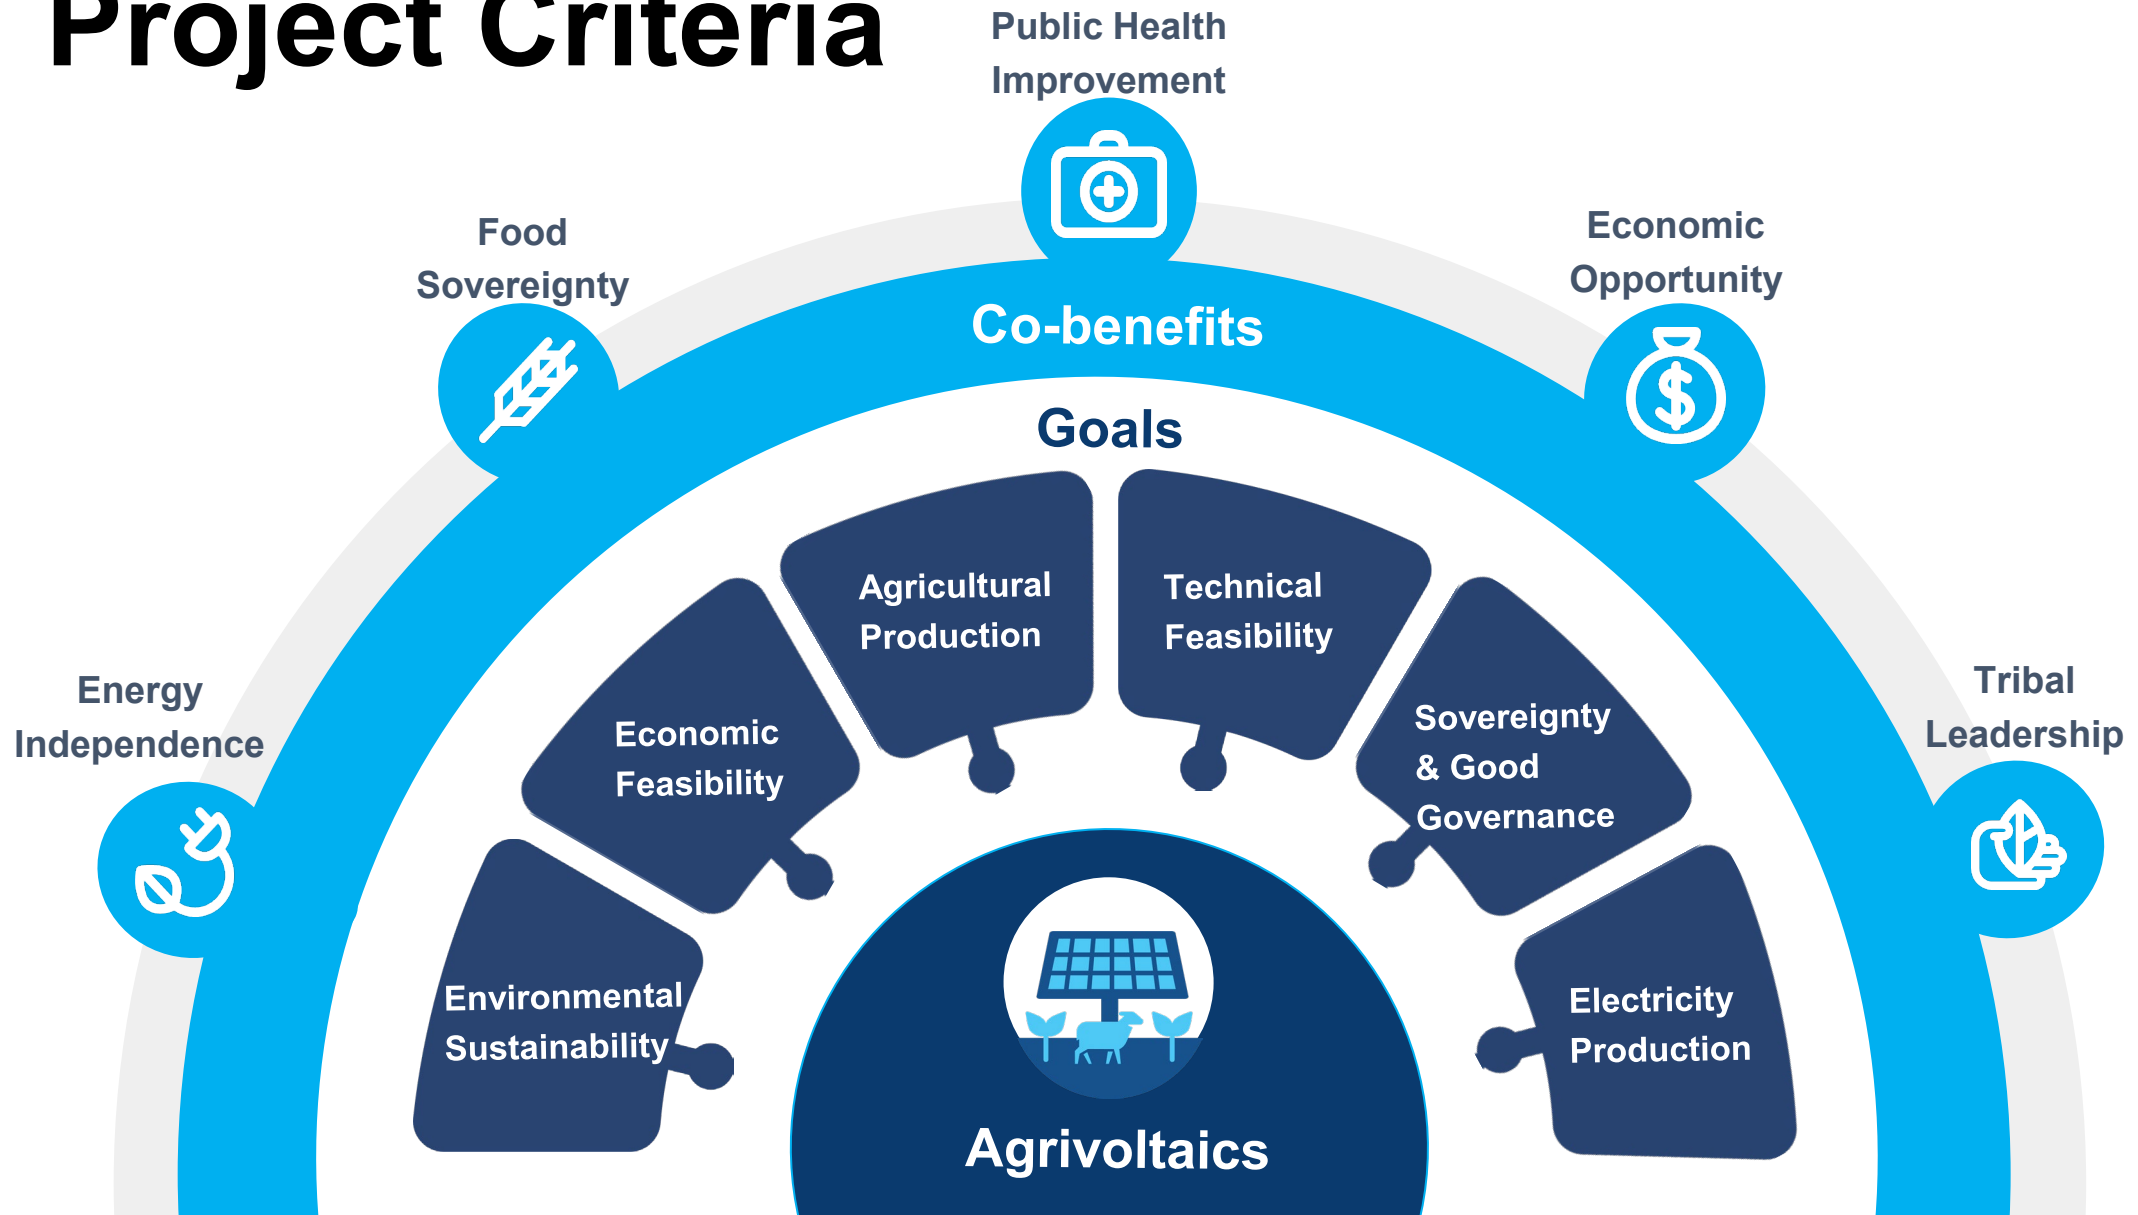 Project Criteria
Public Health
Improvement
Food
Sovereignty
Economic
Opportunity
Energy
Independence
Tribal
Leadership
Co-benefits
Goals
Environmental
Sustainability
Economic
Feasibility
Agricultural
Production
Technical
Feasibility
Sovereignty
& Good
Governance
Electricity
Production
Agrivoltaics